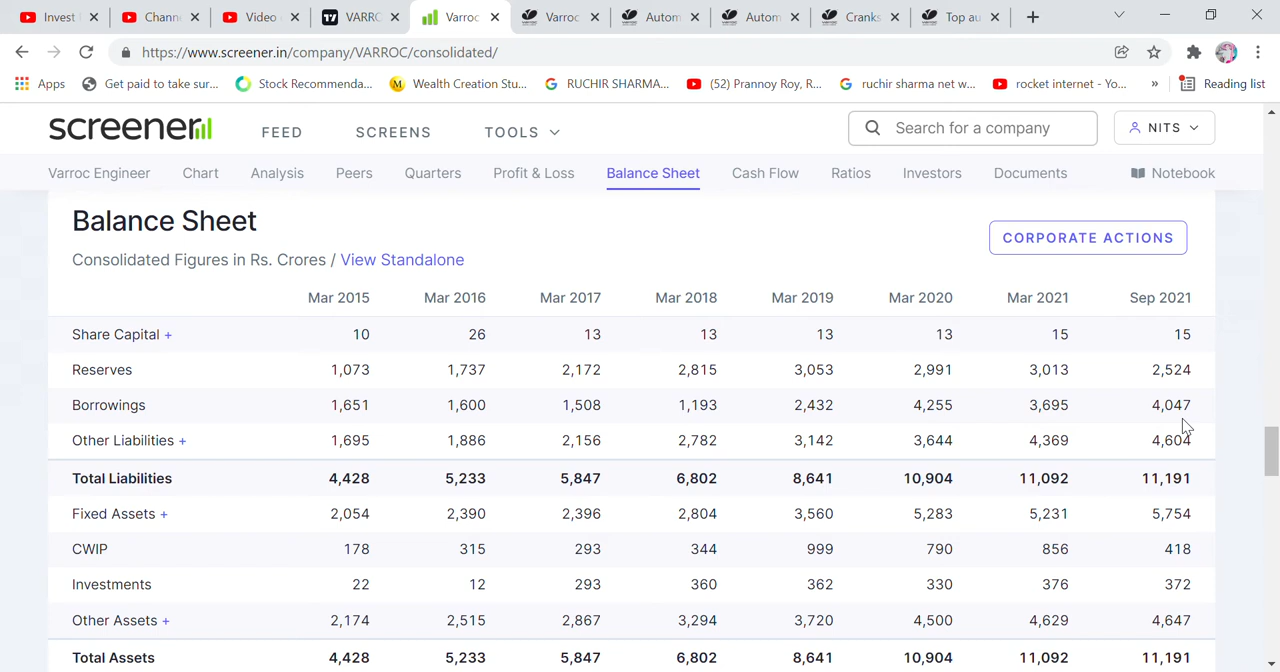 Invest
Chann
Video
VARRC
Varroc
Varroc
Autom
Autom
Cranks
Top au
https://www.screener.in/company/VARROC/consolidated/
Apps Get paid to take sur... Stock Recommenda... Wealth Creation Stu... RUCHIR SHARMA... (52) Prannoy Roy, R... ruchir sharma net w... rocket internet - Yo... » Reading list
screener FEED SCREENS TOOLS Search for a company NITS
Varroc Engineer Chart Analysis Peers Quarters Profit & Loss Balance Sheet Cash Flow Ratios Investors Documents Notebook
Balance Sheet
CORPORATE ACTIONS
Consolidated Figures in Rs. Crores / View Standalone
Mar 2015 Mar 2016 Mar 2017 Mar 2018 Mar 2019 Mar 2020 Mar 2021 Sep 2021
Share Capital + 10 26 13 13 13 13 15 15
Reserves 1,073 1,737 2,172 2,815 3,053 2,991 3,013 2,524
Borrowings 1,651 1,600 1,508 1,193 2,432 4,255 3,695 4,047
Other Liabilities + 1,695 1,886 2,156 2,782 3,142 3,644 4,369 4,604
Total Liabilities 4,428 5,233 5,847 6,802 8,641 10,904 11,092 11,191
Fixed Assets + 2,054 2,390 2,396 2,804 3,560 5,283 5,231 5,754
CWIP 178 315 293 344 999 790 856 418
Investments 22 12 293 360 362 330 376 372
Other Assets + 2,174 2,515 2,867 3,294 3,720 4,500 4,629 4,647
Total Assets 4,428 5,233 5,847 6,802 8,641 10,904 11,092 11,191